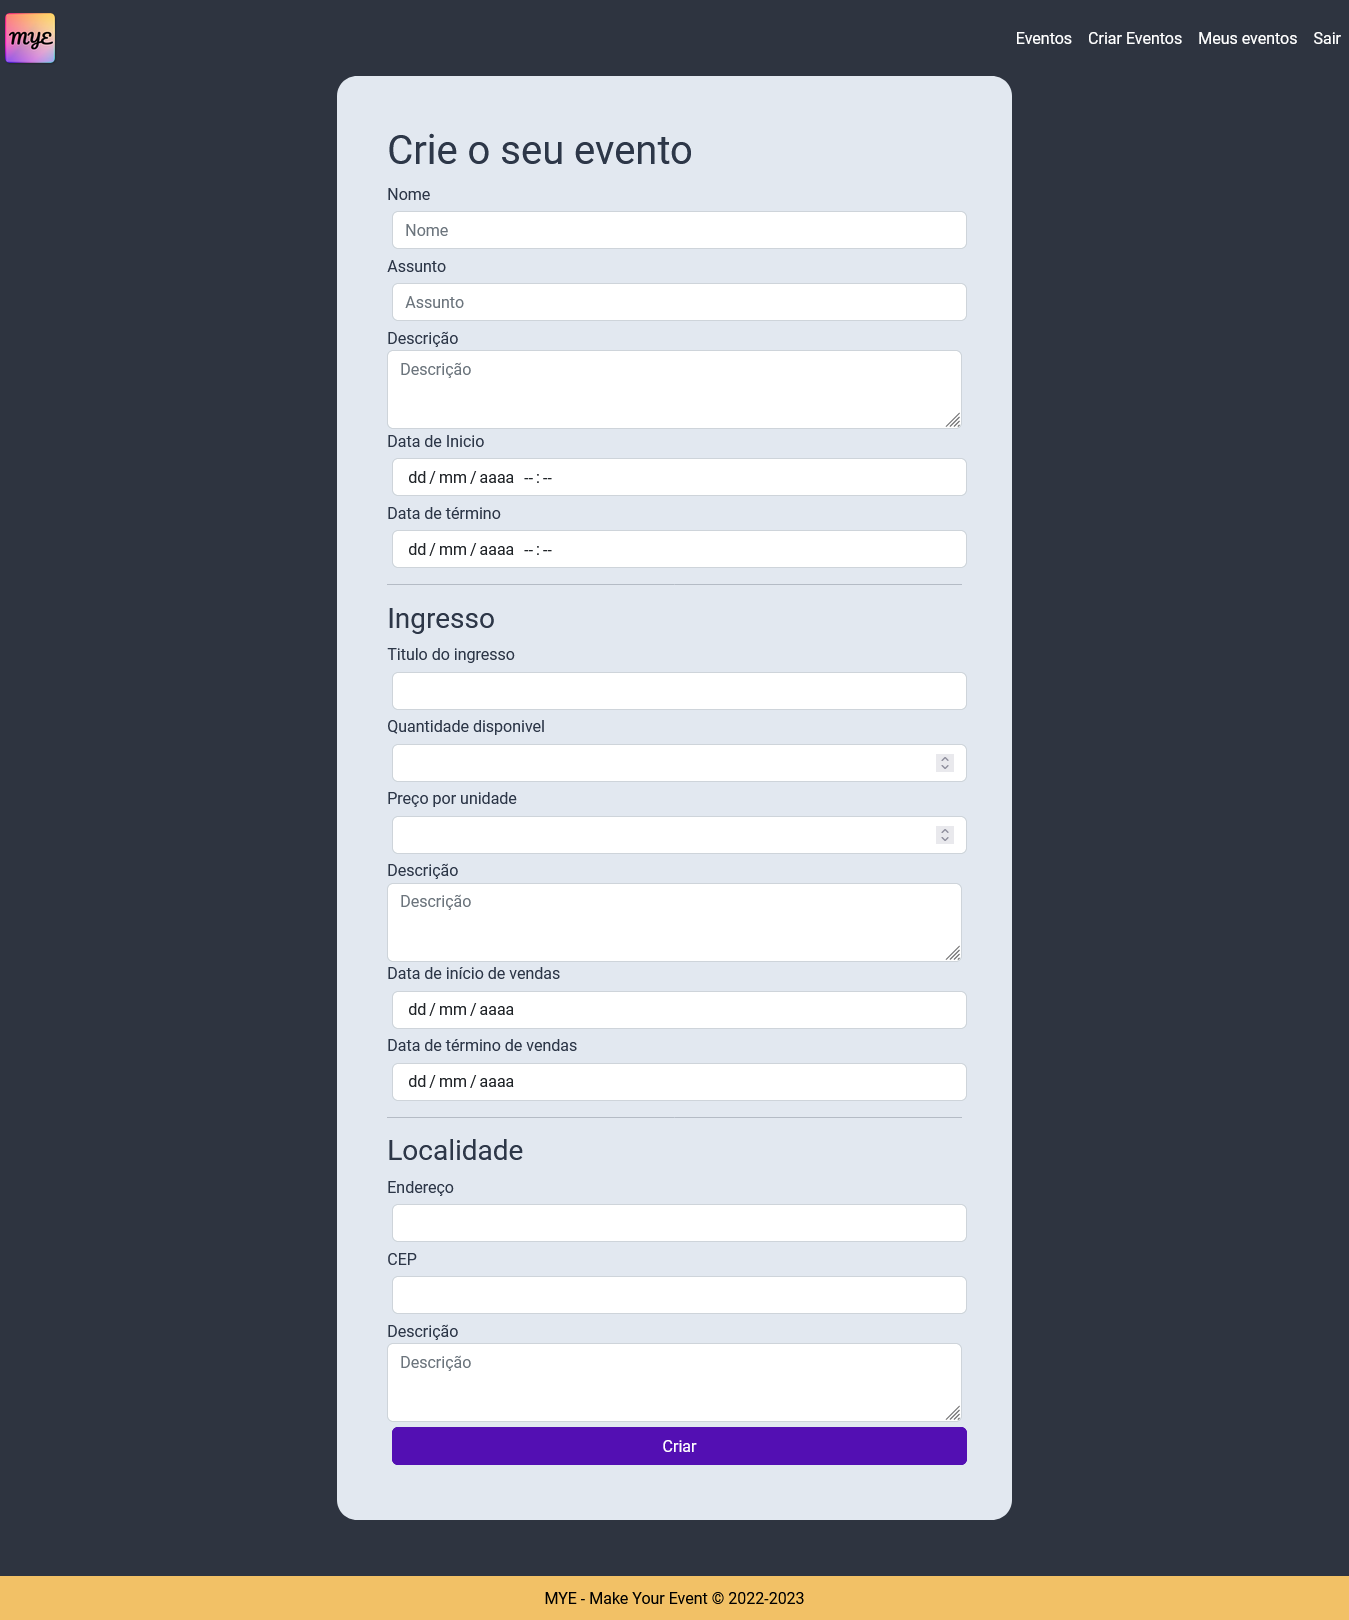 mye
Eventos Criar Eventos Meus eventos Sair
Crie o seu evento
Nome
Nome
Assunto
Assunto
Descrição
Descrição
Data de Inicio
dd / mm / aaaa -- : --
Data de término
dd / mm / aaaa -- : --
Ingresso
Titulo do ingresso
Quantidade disponivel
Preço por unidade
Descrição
Descrição
Data de início de vendas
dd / mm / aaaa
Data de término de vendas
dd / mm / aaaa
Localidade
Endereço
CEP
Descrição
Descrição
Criar
MYE - Make Your Event © 2022-2023